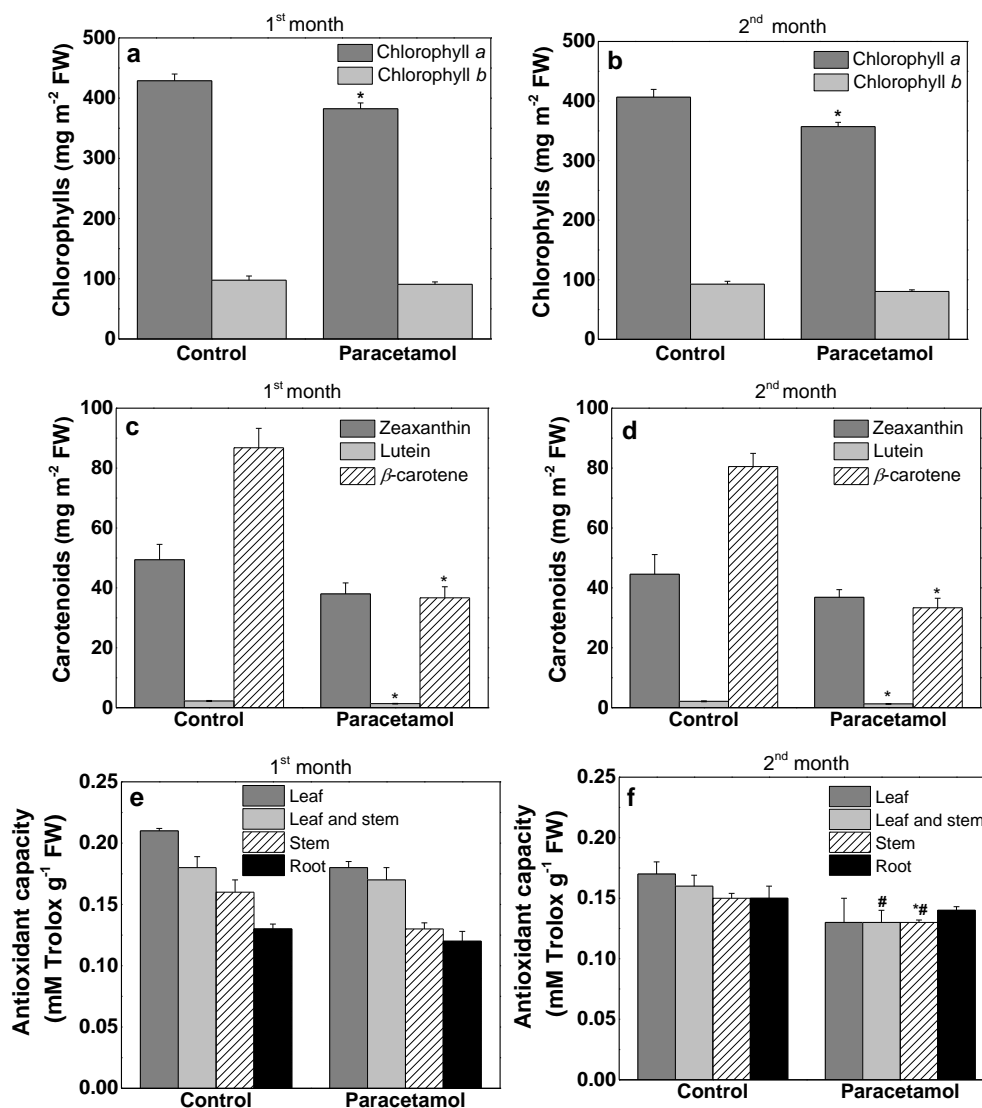 1st month
Chlorophylls (mg m-2 FW)
500
400
300
200
100
0
a
Chlorophyll a
Chlorophyll b
*
Control
Paracetamol
2nd month
Chlorophylls (mg m-2 FW)
500
400
300
200
100
0
b
Chlorophyll a
Chlorophyll b
*
Control
Paracetamol
1st month
Carotenoids (mg m-2 FW)
100
80
60
40
20
0
c
Zeaxanthin
Lutein
β-carotene
*
*
Control
Paracetamol
2nd month
Carotenoids (mg m-2 FW)
100
80
60
40
20
0
d
Zeaxanthin
Lutein
β-carotene
*
*
Control
Paracetamol
1st month
Antioxidant capacity
(mM Trolox g-1 FW)
0.25
0.20
0.15
0.10
0.05
0.00
e
Leaf
Leaf and stem
Stem
Root
Control
Paracetamol
2nd month
Antioxidant capacity
(mM Trolox g-1 FW)
0.25
0.20
0.15
0.10
0.05
0.00
f
Leaf
Leaf and stem
Stem
Root
#
*#
Control
Paracetamol